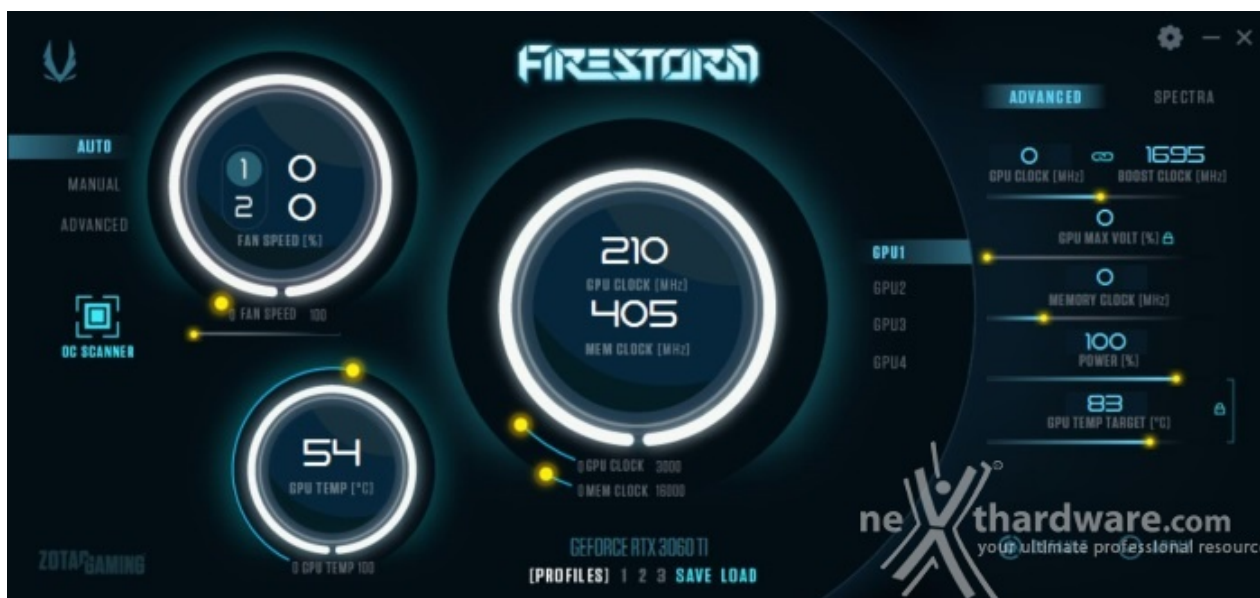 FIRESTORM
AUTO
MANUAL
ADVANCED
OC SCANNER
1 0
2 0
FAN SPEED [%]
0 FAN SPEED 100
54
GPU TEMP [°C]
0 GPU TEMP 100
210
GPU CLOCK [MHz]
405
MEM CLOCK [MHz]
0 GPU CLOCK 3000
0 MEM CLOCK 16000
GPU1
GPU2
GPU3
GPU4
ADVANCED SPECTRA
0 1695
GPU CLOCK [MHz] BOOST CLOCK [MHz]
0
GPU MAX VOLT [%]
0
MEMORY CLOCK [MHz]
100
POWER [%]
83
GPU TEMP TARGET [°C]
ZOTAC GAMING
GEFORCE RTX 3060 TI
[PROFILES] 1 2 3 SAVE LOAD
nexthardware.com
your ultimate professional resource